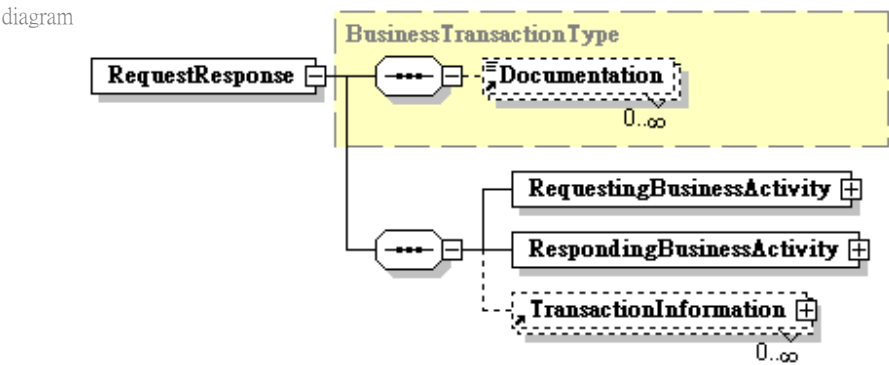 diagram
BusinessTransactionType
RequestResponse
Documentation
0..∞
RequestingBusinessActivity
RespondingBusinessActivity
TransactionInformation
0..∞